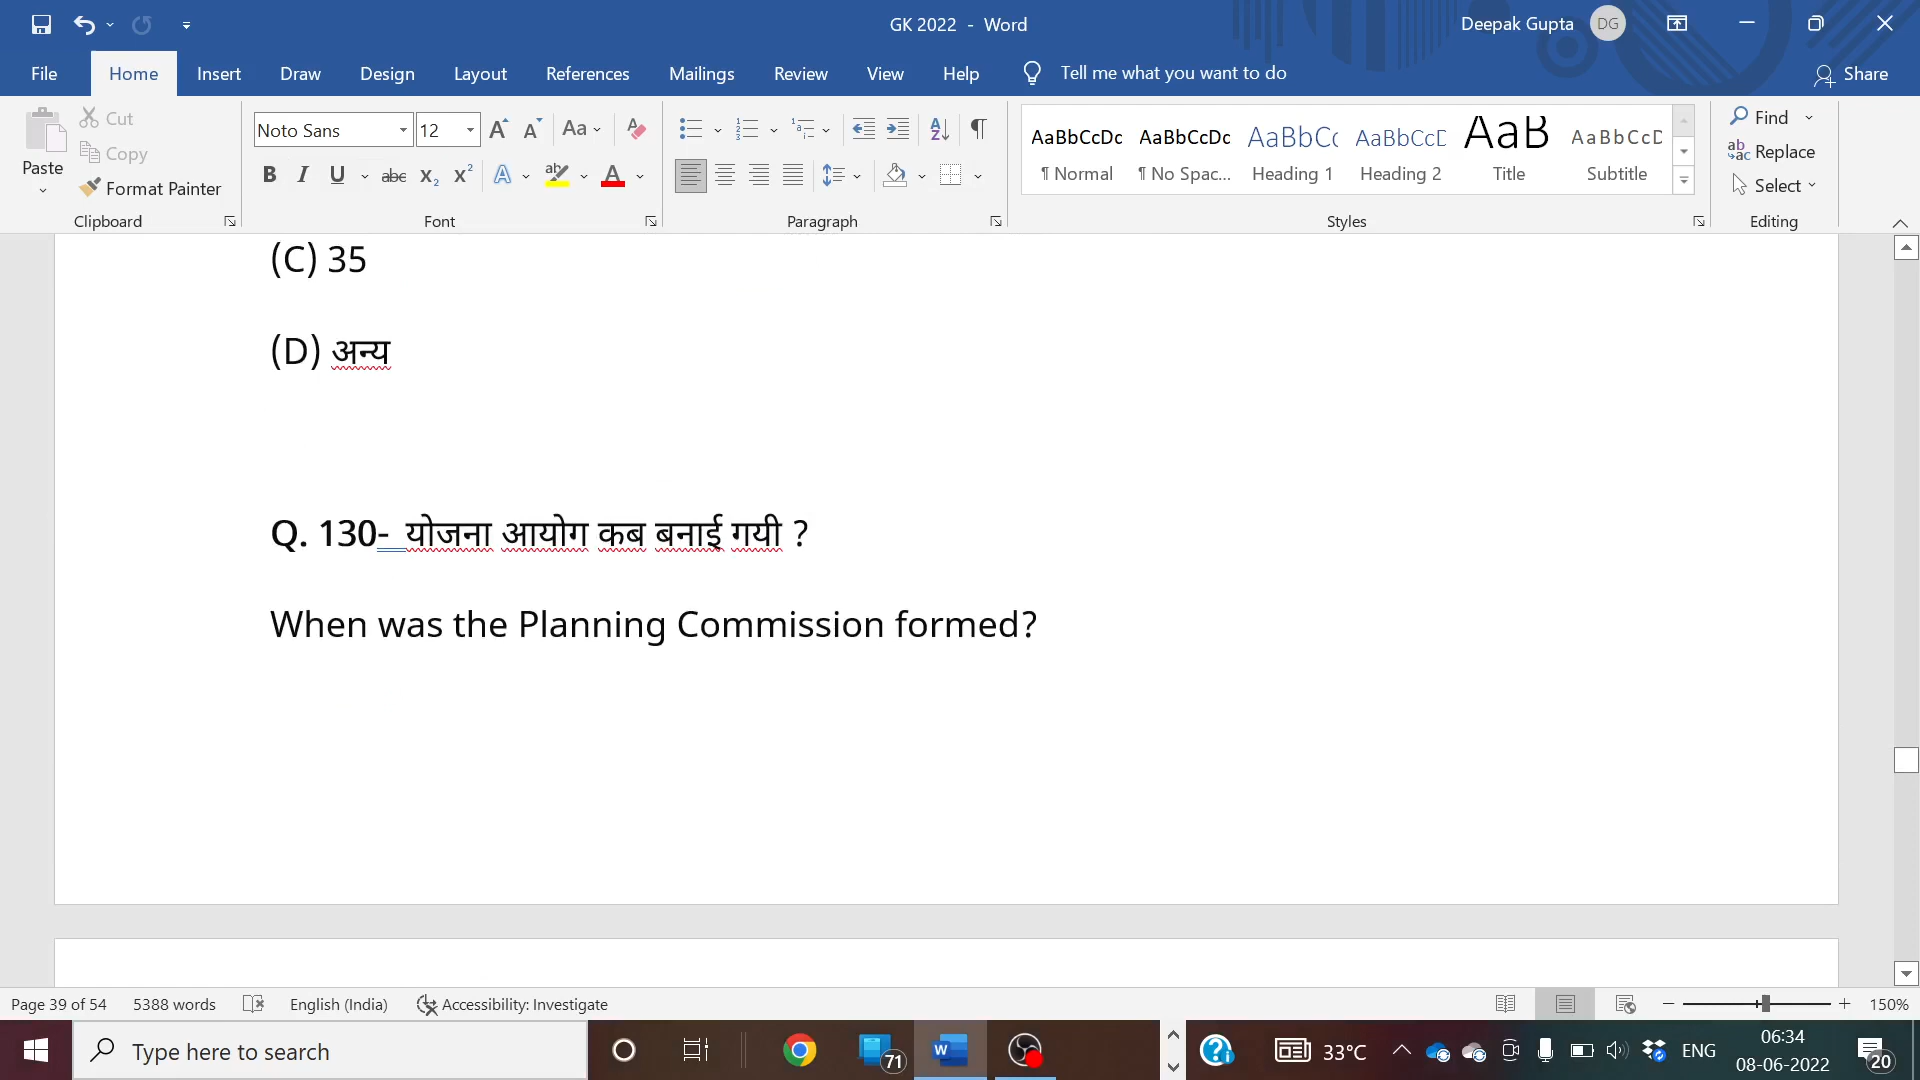 GK 2022 - Word
Deepak Gupta DG
File Home Insert Draw Design Layout References Mailings Review View Help Tell me what you want to do Share
Paste
Cut
Copy
Format Painter
Clipboard
Noto Sans 12
Font
Paragraph
AaBbCcDc AaBbCcDc AaBbCc AaBbCcD AaB AaBbCcD
¶ Normal ¶ No Spac... Heading 1 Heading 2 Title Subtitle
Styles
Find
Replace
Select
Editing
(C) 35
(D) अन्य
Q. 130- योजना आयोग कब बनाई गयी ?
When was the Planning Commission formed?
Page 39 of 54 5388 words English (India) Accessibility: Investigate 150%
Type here to search
71
33°C
ENG
06:34
08-06-2022
20